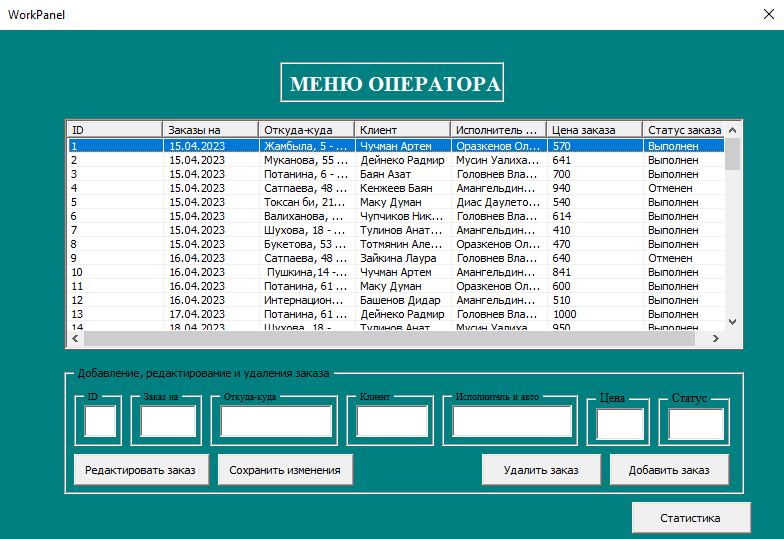 WorkPanel
МЕНЮ ОПЕРАТОРА
ID Заказы на Откуда-куда Клиент Исполнитель ... Цена заказа Статус заказа
1 15.04.2023 Жамбыла, 5 - ... Чучман Артем Оразкенов Ол... 570 Выполнен
2 15.04.2023 Муканова, 55 ... Дейнеко Радмир Мусин Уалиха... 641 Выполнен
3 15.04.2023 Потанина, 6 - ... Баян Азат Головнев Вла... 700 Выполнен
4 15.04.2023 Сатпаева, 48 ... Кенжеев Баян Амангельдин... 940 Отменен
5 15.04.2023 Токсан би, 21... Маку Думан Диас Даулето... 540 Выполнен
6 15.04.2023 Валиханова, ... Чупчиков Ник... Головнев Вла... 614 Выполнен
7 15.04.2023 Шухова, 18 - ... Тулинов Анат... Амангельдин... 410 Выполнен
8 15.04.2023 Букетова, 53 ... Тотмянин Але... Оразкенов Ол... 470 Выполнен
9 16.04.2023 Сатпаева, 48 ... Зайкина Лаура Головнев Вла... 640 Отменен
10 16.04.2023 Пушкина,14 -... Чучман Артем Амангельдин... 841 Выполнен
11 16.04.2023 Потанина, 61 ... Маку Думан Оразкенов Ол... 600 Выполнен
12 16.04.2023 Интернацион... Башенов Дидар Амангельдин... 510 Выполнен
13 17.04.2023 Потанина, 61 ... Дейнеко Радмир Головнев Вла... 1000 Выполнен
14 18.04.2023 Шухова, 18 - Тулинов Анат... Мусин Уалиха... 950 Выполнен
Добавление, редактирование и удаления заказа
ID Заказ на Откуда-куда Клиент Исполнитель и авто Цена Статус
Редактировать заказ Сохранить изменения Удалить заказ Добавить заказ
Статистика